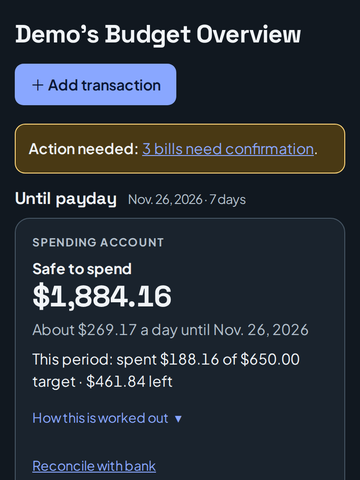 Demo's Budget Overview
+ Add transaction
Action needed: 3 bills need confirmation.
Until payday Nov. 26, 2026 · 7 days
SPENDING ACCOUNT
Safe to spend
$1,884.16
About $269.17 a day until Nov. 26, 2026
This period: spent $188.16 of $650.00
target · $461.84 left
How this is worked out ▼
Reconcile with bank